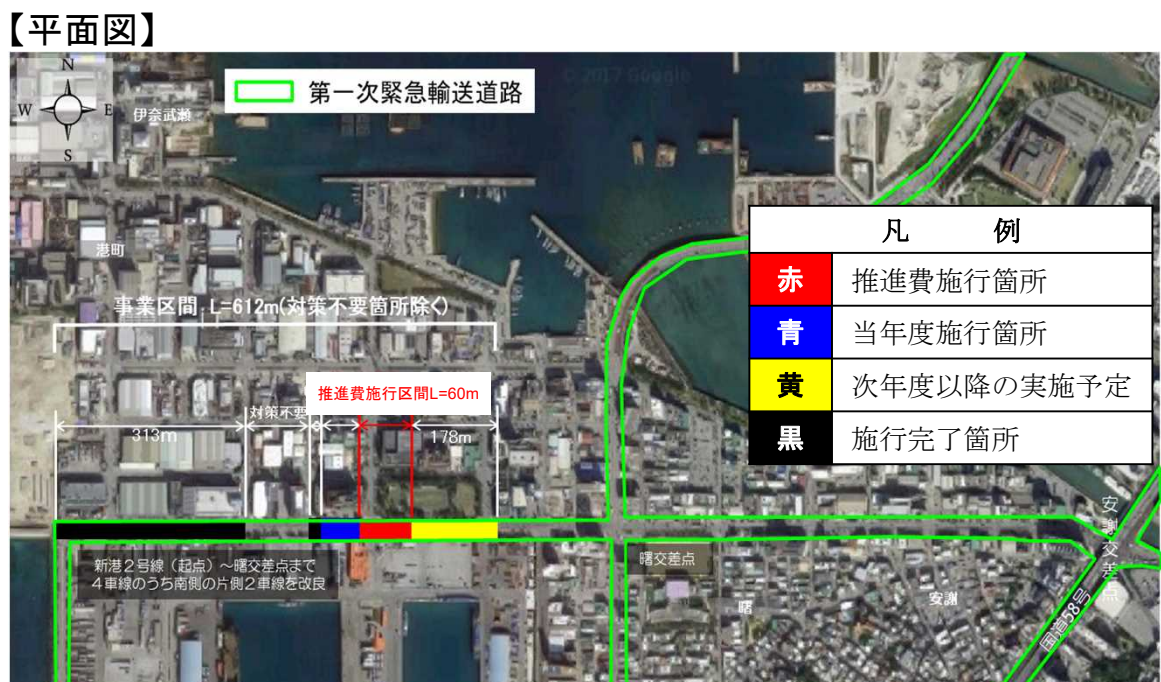 【平面図】
N
W
E
S
© 2017 Google
第一次緊急輸送道路
伊奈武瀬
港町
凡 例
赤 推進費施行箇所
青 当年度施行箇所
黄 次年度以降の実施予定
黒 施行完了箇所
事業区間 L=612m(対策不要箇所除く)
推進費施行区間L=60m
対策不要
313m
178m
新港2号線(起点)～曙交差点まで
4車線のうち南側の片側2車線を改良
曙交差点
曙
安謝
安謝交差点
国道58号